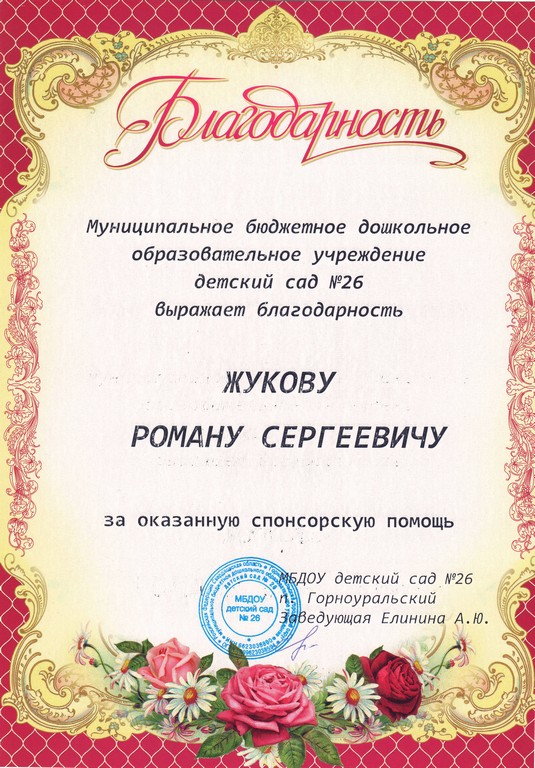 Благодарность
Муниципальное бюджетное дошкольное
образовательное учреждение
детский сад №26
выражает благодарность
ЖУКОВУ
РОМАНУ СЕРГЕЕВИЧУ
за оказанную спонсорскую помощь
МБДОУ
детский сад
№ 26
МБДОУ детский сад №26
п. Горноуральский
Заведующая Елинина А.Ю.